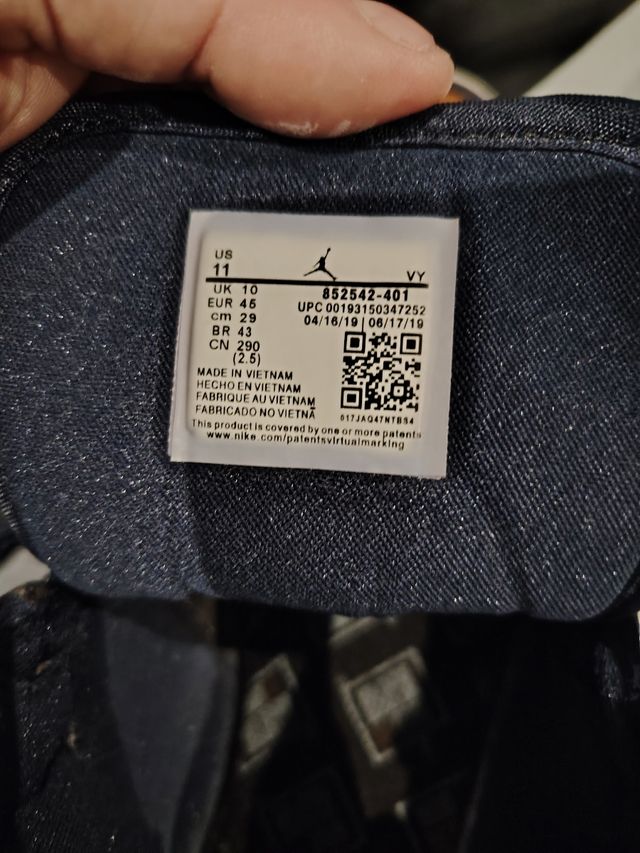 US
11
VY
UK 10
EUR 45
cm 29
BR 43
CN 290
(2.5)
852542-401
UPC 00193150347252
04/16/19 | 06/17/19
MADE IN VIETNAM
HECHO EN VIETNAM
FABRIQUE AU VIETNAM
FABRICADO NO VIETNÃ
This product is covered by one or more patents
www.nike.com/patentsvirtualmarking